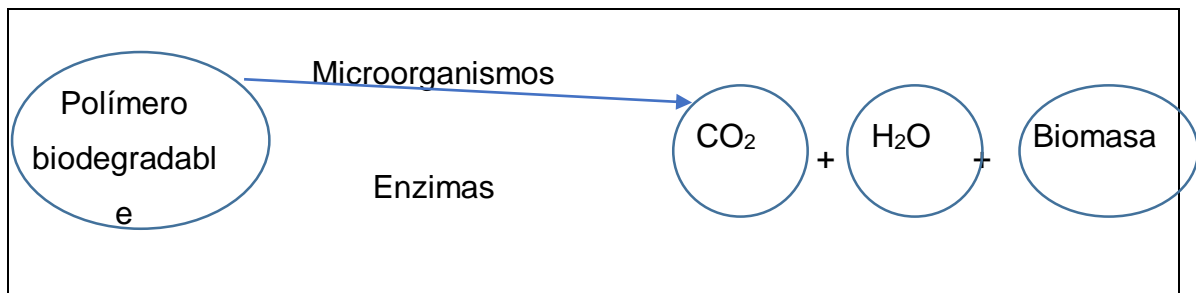 Microorganismos
Polímero
biodegradabl
e
Enzimas
CO₂ + H₂O + Biomasa